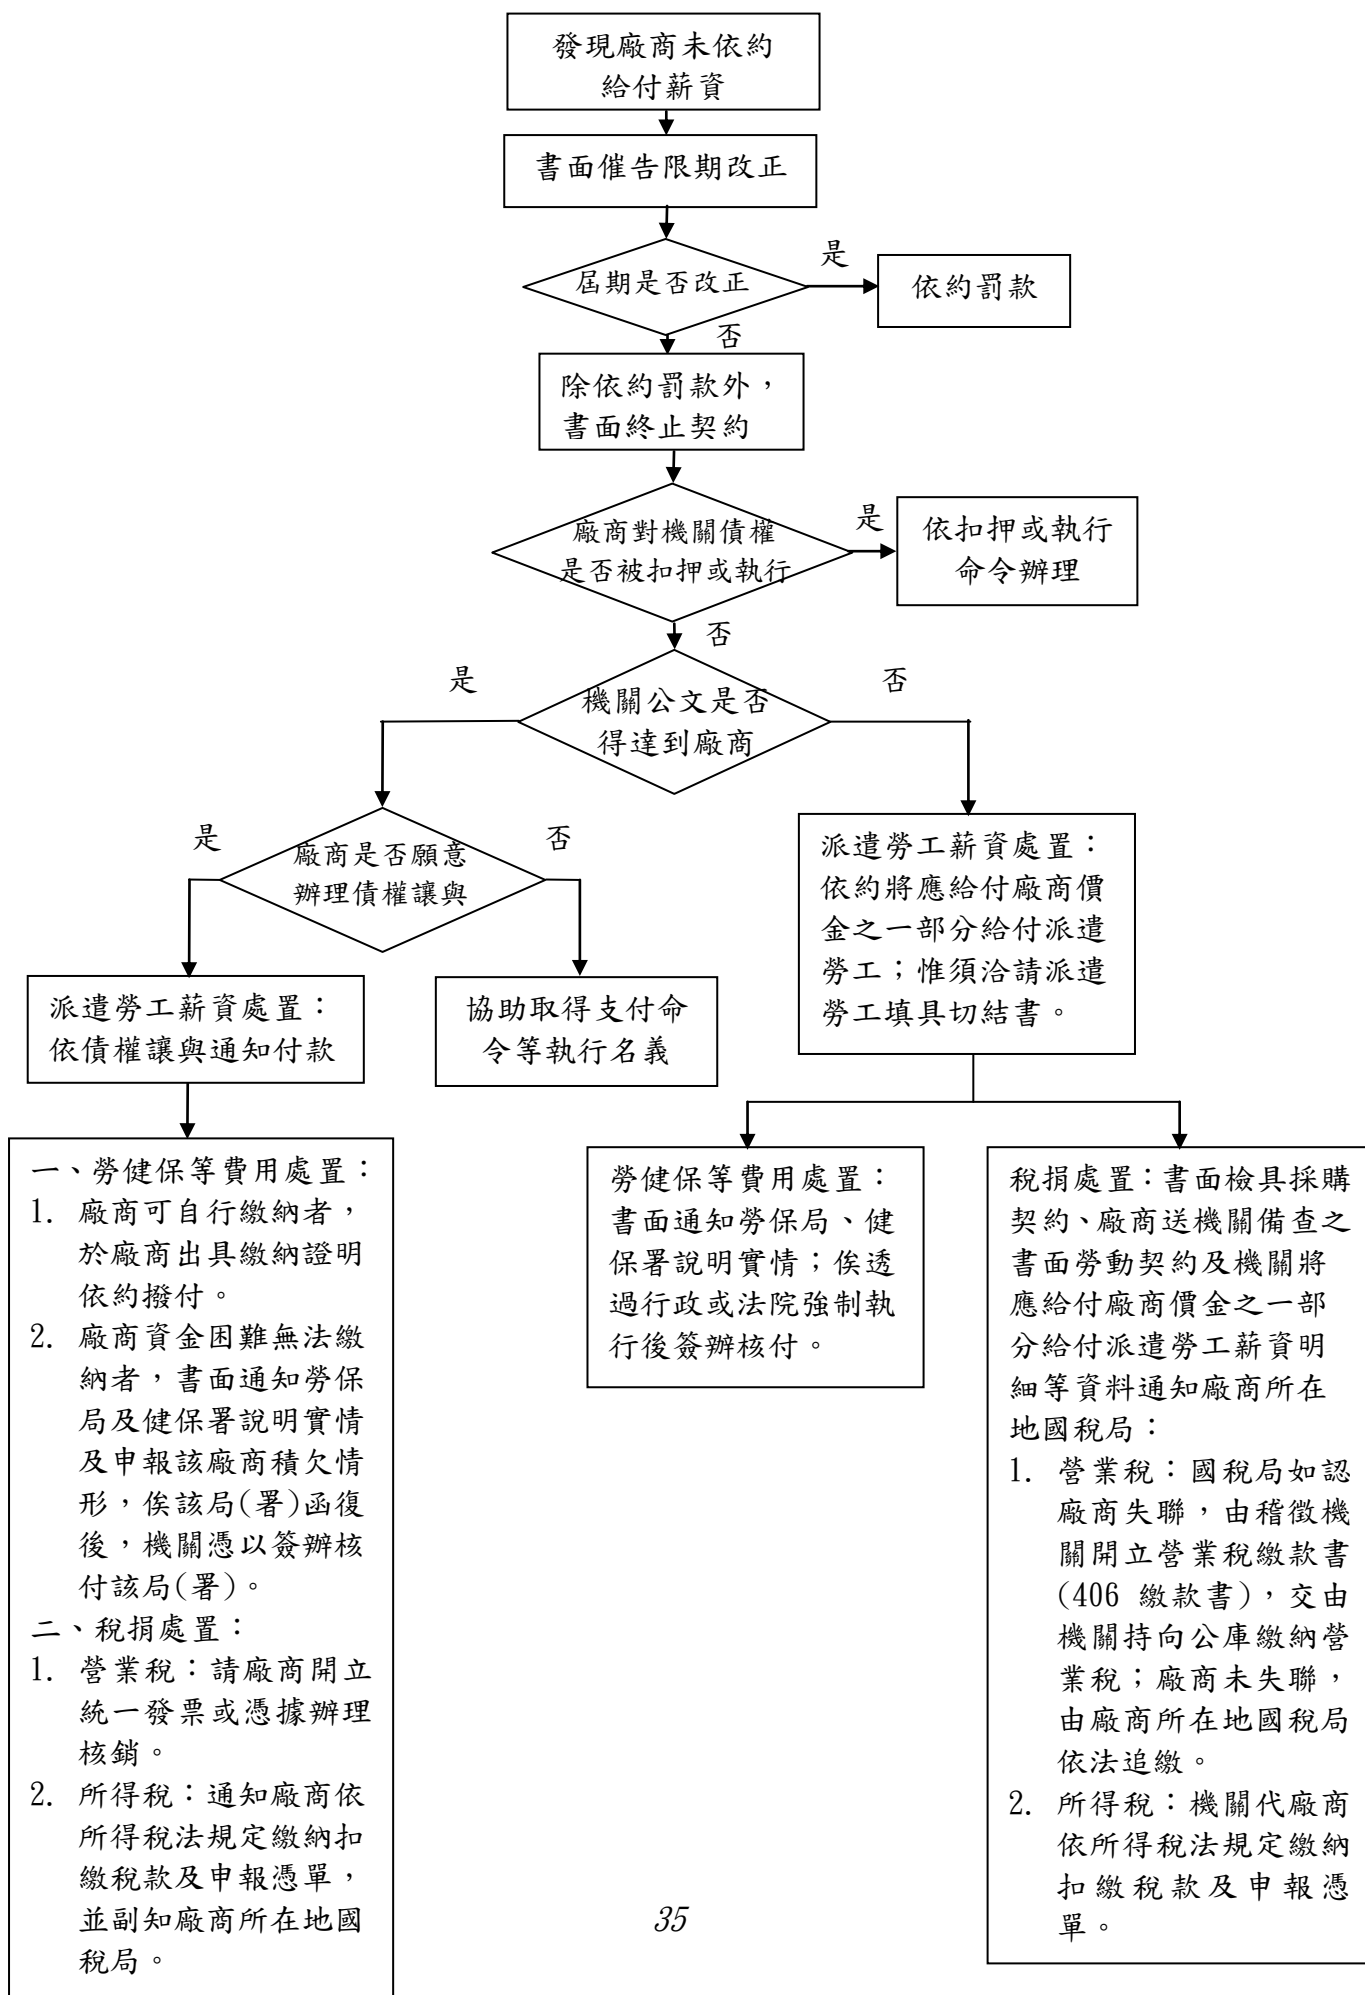 發現廠商未依約
給付薪資
書面催告限期改正
屆期是否改正
是
依約罰款
否
除依約罰款外，
書面終止契約
廠商對機關債權
是否被扣押或執行
是
依扣押或執行
命令辦理
否
機關公文是否
得達到廠商
是
否
廠商是否願意
辦理債權讓與
是
否
派遣勞工薪資處置：
依約將應給付廠商價
金之一部分給付派遣
勞工；惟須洽請派遣
勞工填具切結書。
派遣勞工薪資處置：
依債權讓與通知付款
協助取得支付命
令等執行名義
一、勞健保等費用處置：
1. 廠商可自行繳納者，
於廠商出具繳納證明
依約撥付。
2. 廠商資金困難無法繳
納者，書面通知勞保
局及健保署說明實情
及申報該廠商積欠情
形，俟該局(署)函復
後，機關憑以簽辦核
付該局(署)。
二、稅捐處置：
1. 營業稅：請廠商開立
統一發票或憑據辦理
核銷。
2. 所得稅：通知廠商依
所得稅法規定繳納扣
繳稅款及申報憑單，
並副知廠商所在地國
稅局。
勞健保等費用處置：
書面通知勞保局、健
保署說明實情；俟透
過行政或法院強制執
行後簽辦核付。
稅捐處置：書面檢具採購
契約、廠商送機關備查之
書面勞動契約及機關將
應給付廠商價金之一部
分給付派遣勞工薪資明
細等資料通知廠商所在
地國稅局：
1. 營業稅：國稅局如認
廠商失聯，由稽徵機
關開立營業稅繳款書
(406 繳款書)，交由
機關持向公庫繳納營
業稅；廠商未失聯，
由廠商所在地國稅局
依法追繳。
2. 所得稅：機關代廠商
依所得稅法規定繳納
扣繳稅款及申報憑
單。
35